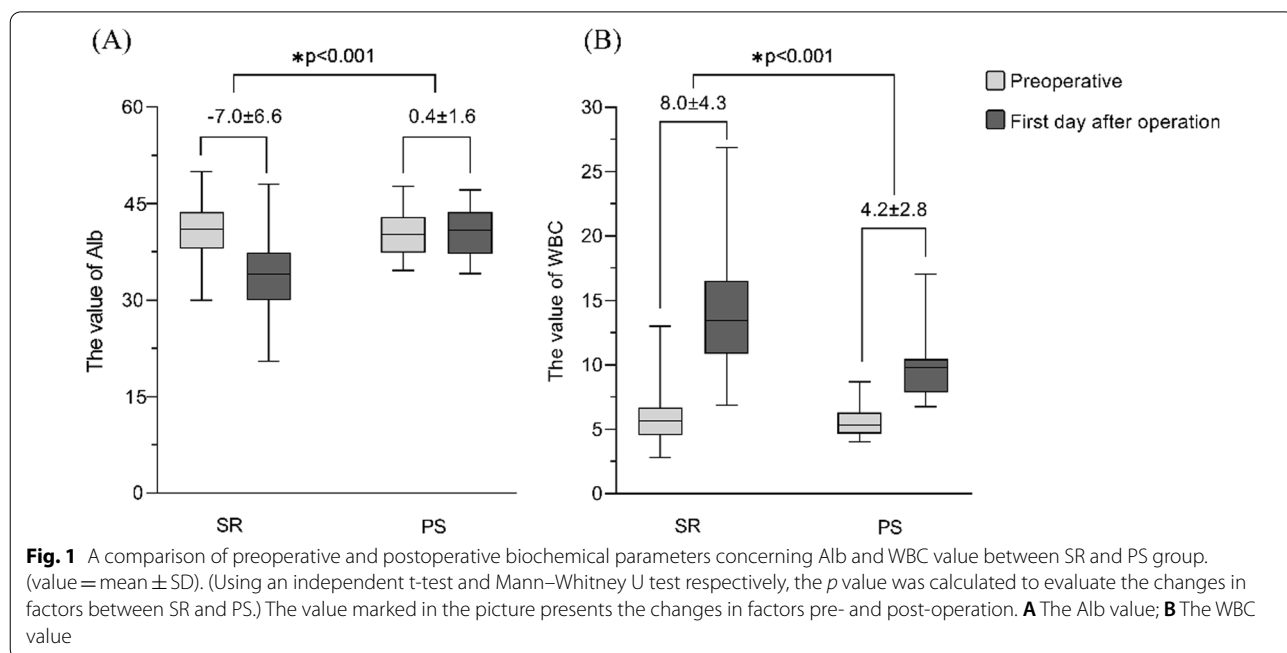 (A)
*p<0.001
-7.0±6.6
0.4±1.6
60
45
30
15
0
The value of Alb
SR
PS
(B)
*p<0.001
8.0±4.3
4.2±2.8
30
25
20
15
10
5
0
The value of WBC
SR
PS
Preoperative
First day after operation
Fig. 1 A comparison of preoperative and postoperative biochemical parameters concerning Alb and WBC value between SR and PS group.
(value = mean ± SD). (Using an independent t-test and Mann–Whitney U test respectively, the p value was calculated to evaluate the changes in
factors between SR and PS.) The value marked in the picture presents the changes in factors pre- and post-operation. A The Alb value; B The WBC
value